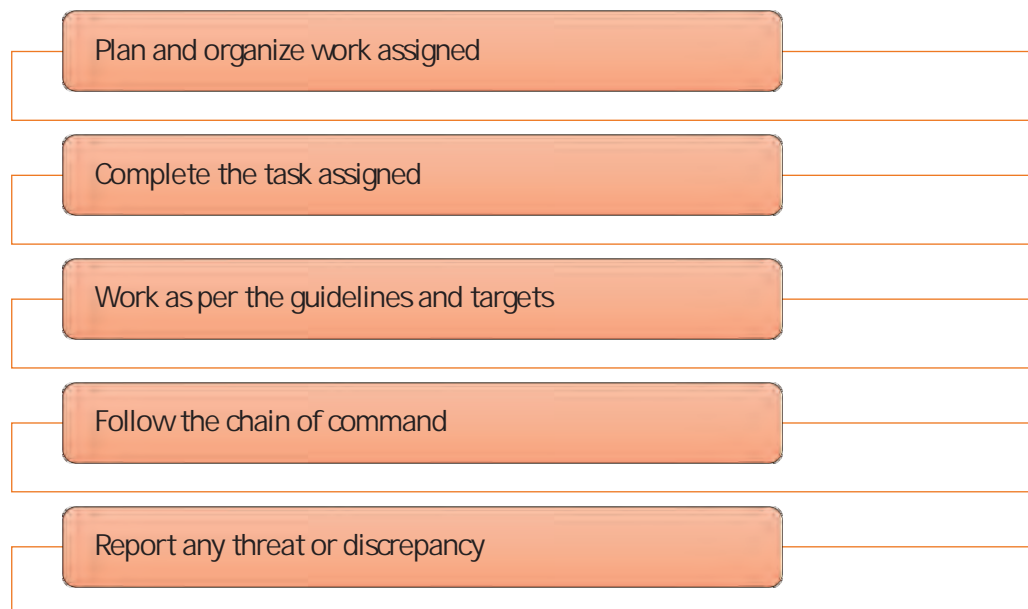 Plan and organize work assigned
Complete the task assigned
Work as per the guidelines and targets
Follow the chain of command
Report any threat or discrepancy